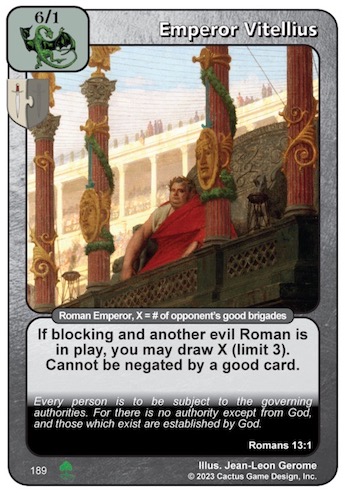 6/1
Emperor Vitellius
Roman Emperor, X = # of opponent's good brigades
If blocking and another evil Roman is
in play, you may draw X (limit 3).
Cannot be negated by a good card.
Every person is to be subject to the governing
authorities. For there is no authority except from God,
and those which exist are established by God.
Romans 13:1
Illus. Jean-Leon Gerome
189
© 2023 Cactus Game Design, Inc.